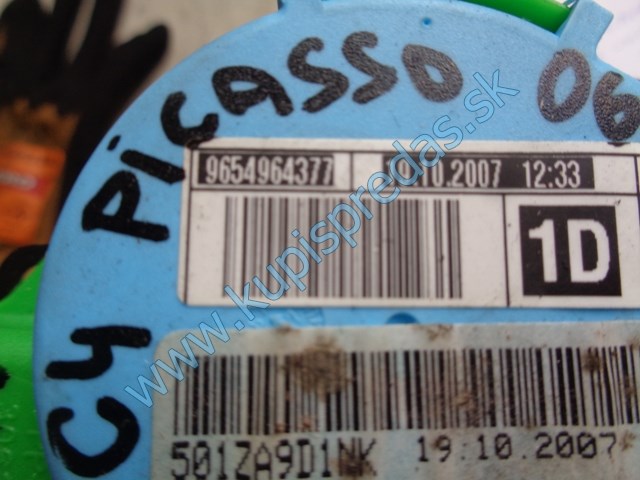 C4 PICASSO 06
9654964377 10.2007 12:33
1D
501ZA9D1NK 19.10.2007
www.kupispredas.sk